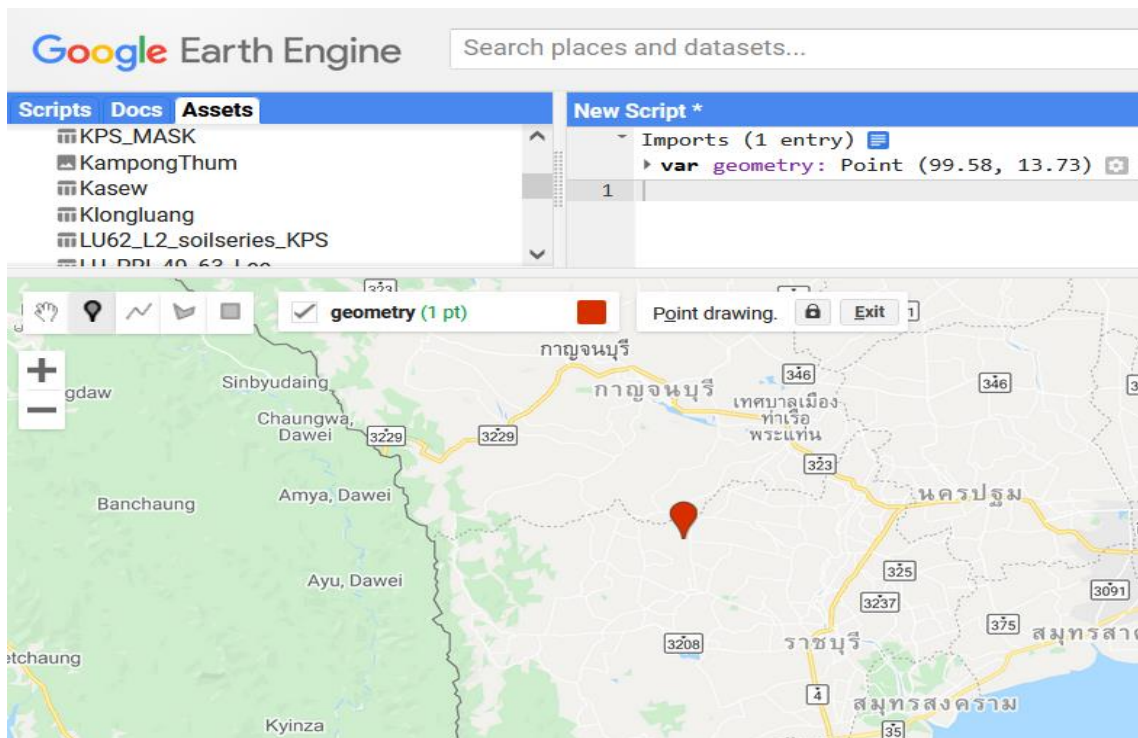 Google Earth Engine
Search places and datasets...
Scripts Docs Assets
KPS_MASK
KampongThum
Kasew
Klongluang
LU62_L2_soilseries_KPS
New Script *
Imports (1 entry)
var geometry: Point (99.58, 13.73)
1
geometry (1 pt)
Point drawing.
Exit
323
กาญจนบุรี
กาญจนบุรี
346
346
Sinbyudaing
gdaw
เทศบาลเมือง
ท่าเรือ
พระแท่น
Chaungwa,
Dawei
3229
3229
323
Banchaung
Amya, Dawei
นครปฐม
Ayu, Dawei
325
3091
3237
375
สมุทรสาค
ราชบุรี
3208
etchaung
4
สมุทรสงคราม
Kyinza
35